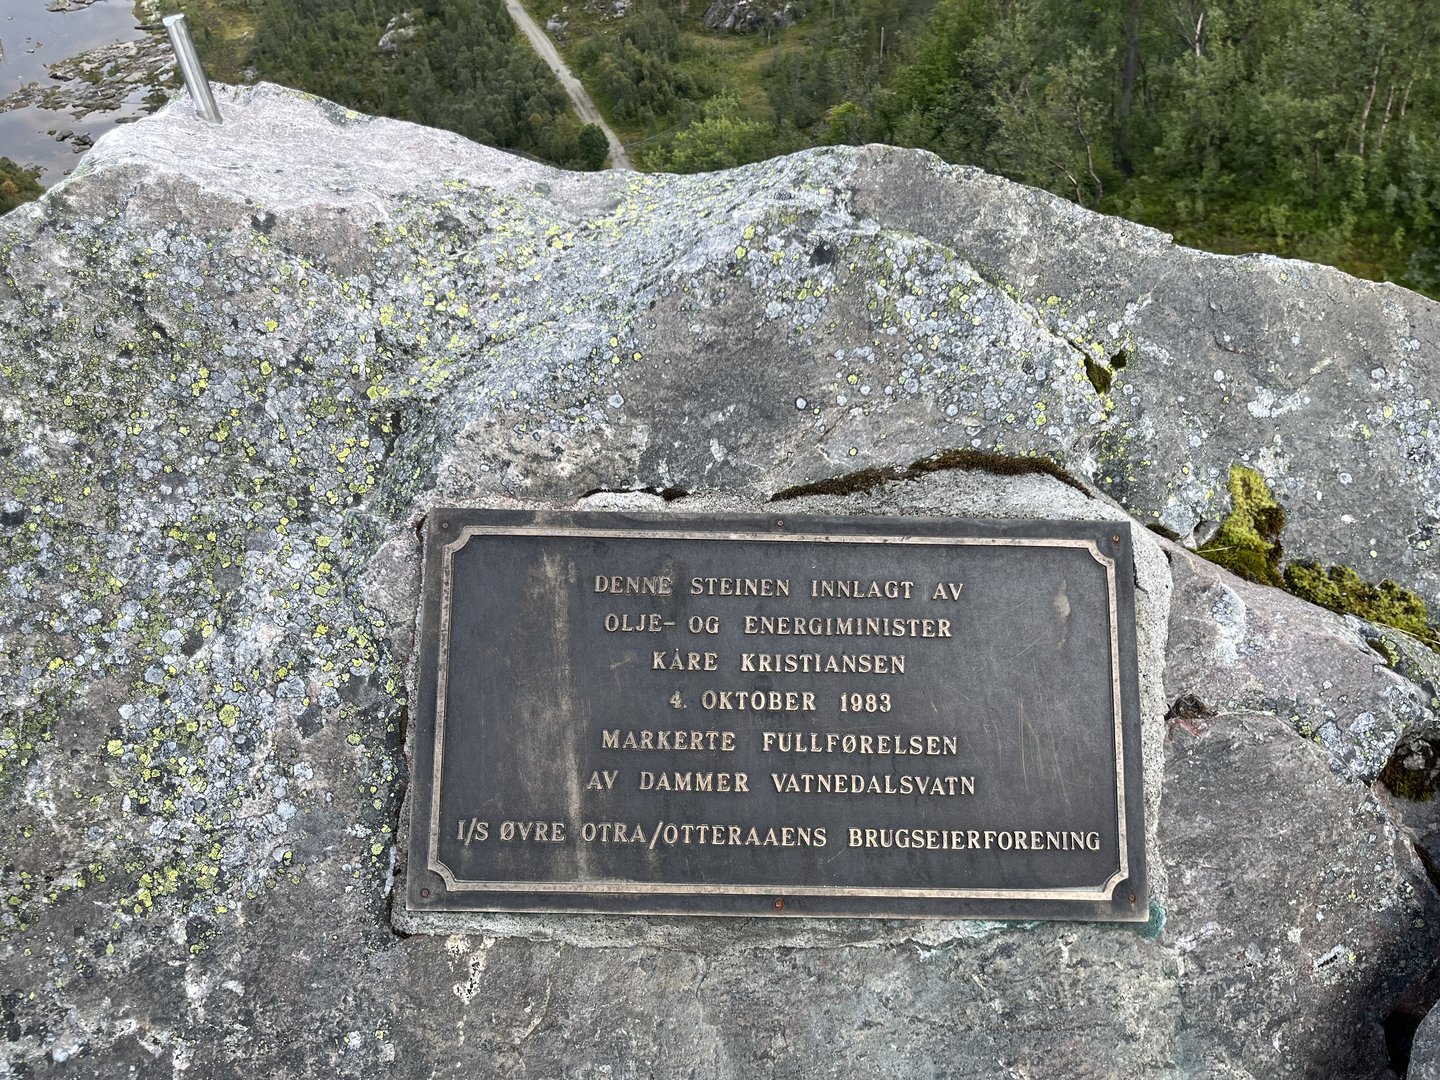 DENNE STEINEN INNLAGT AV
OLJE- OG ENERGIMINISTER
KÅRE KRISTIANSEN
4. OKTOBER 1983
MARKERTE FULLFØRELSEN
AV DAMMER VATNEDALSVATN
I/S ØVRE OTRA/OTTERAAENS BRUGSEIERFORENING